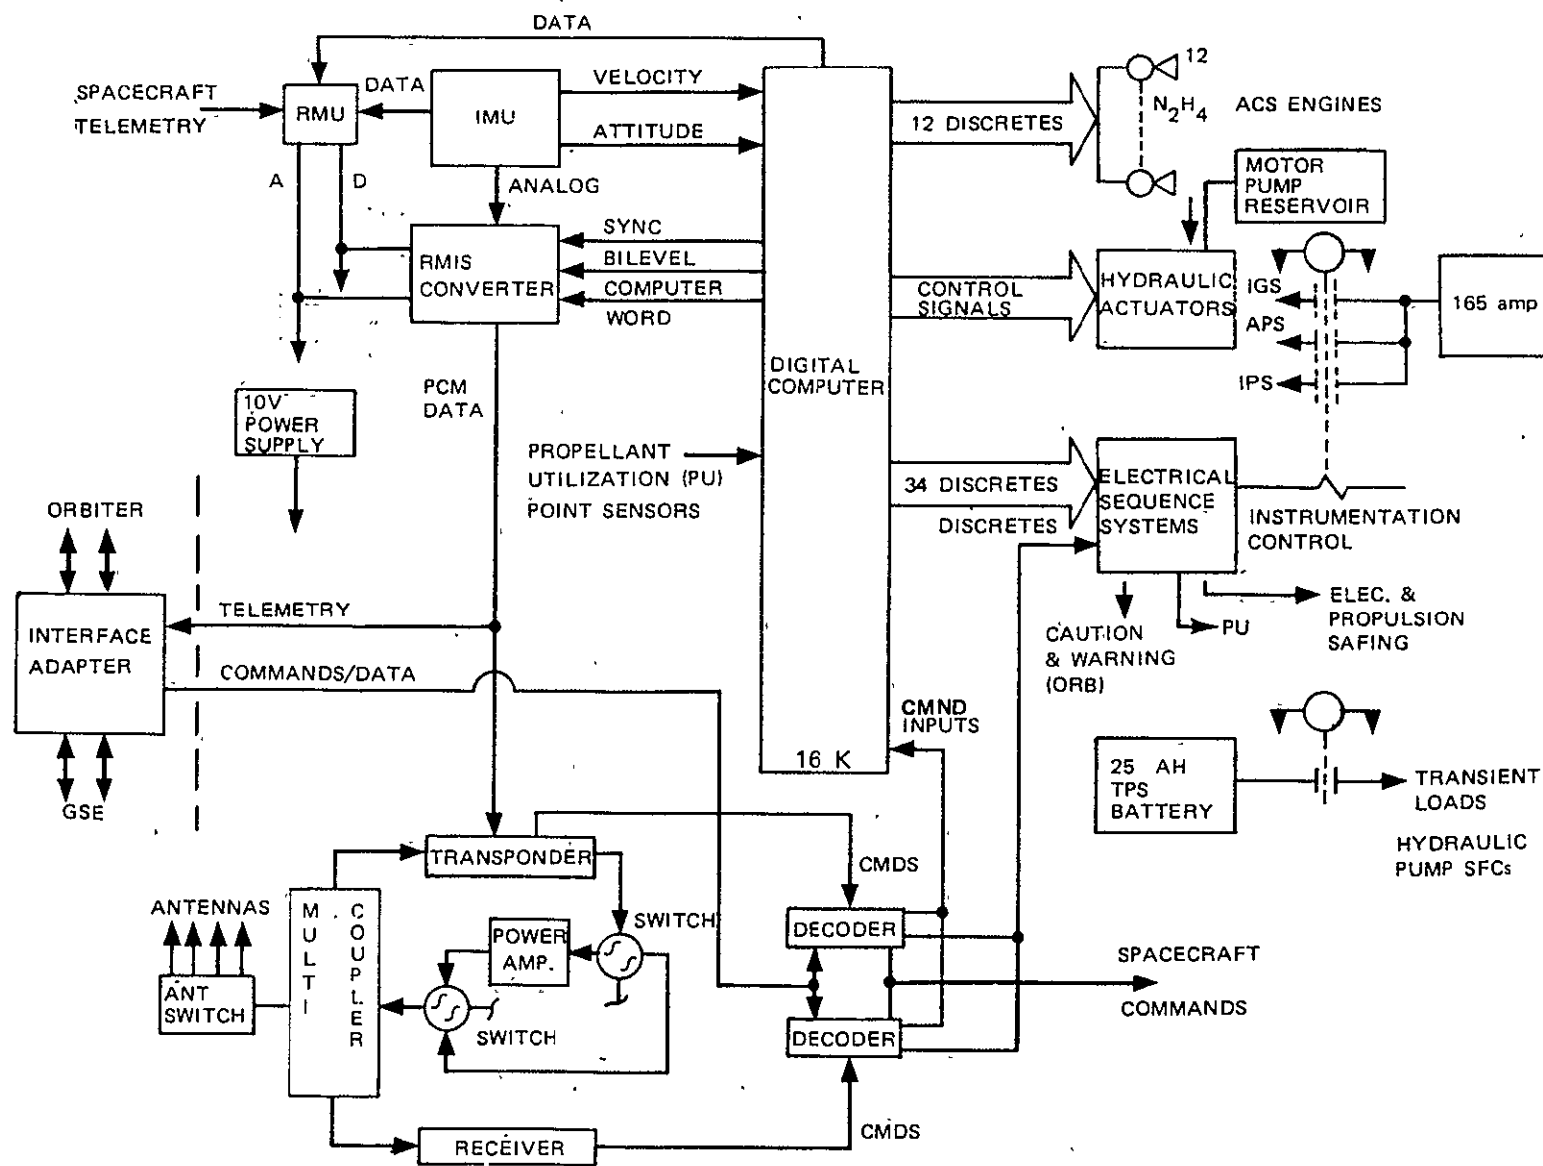 DATA
SPACECRAFT
TELEMETRY
RMU
DATA
IMU
VELOCITY
ATTITUDE
A
D
ANALOG
12 DISCRETES
12
N2H4
ACS ENGINES
MOTOR
PUMP
RESERVOIR
RMIS
CONVERTER
SYNC
BILEVEL
COMPUTER
WORD
DIGITAL
COMPUTER
16 K
CONTROL
SIGNALS
HYDRAULIC
ACTUATORS
IGS
APS
IPS
165 amp
10V
POWER
SUPPLY
PCM
DATA
PROPELLANT
UTILIZATION (PU)
POINT SENSORS
34 DISCRETES
DISCRETES
ELECTRICAL
SEQUENCE
SYSTEMS
INSTRUMENTATION
CONTROL
ORBITER
INTERFACE
ADAPTER
GSE
TELEMETRY
COMMANDS/DATA
CAUTION
& WARNING
(ORB)
PU
ELEC. &
PROPULSION
SAFING
CMND
INPUTS
25 AH
TPS
BATTERY
TRANSIENT
LOADS
HYDRAULIC
PUMP SFCs
TRANSPONDER
CMDS
ANTENNAS
ANT
SWITCH
MULTI
COUPLER
POWER
AMP.
SWITCH
SWITCH
DECODER
DECODER
SPACECRAFT
COMMANDS
RECEIVER
CMDS